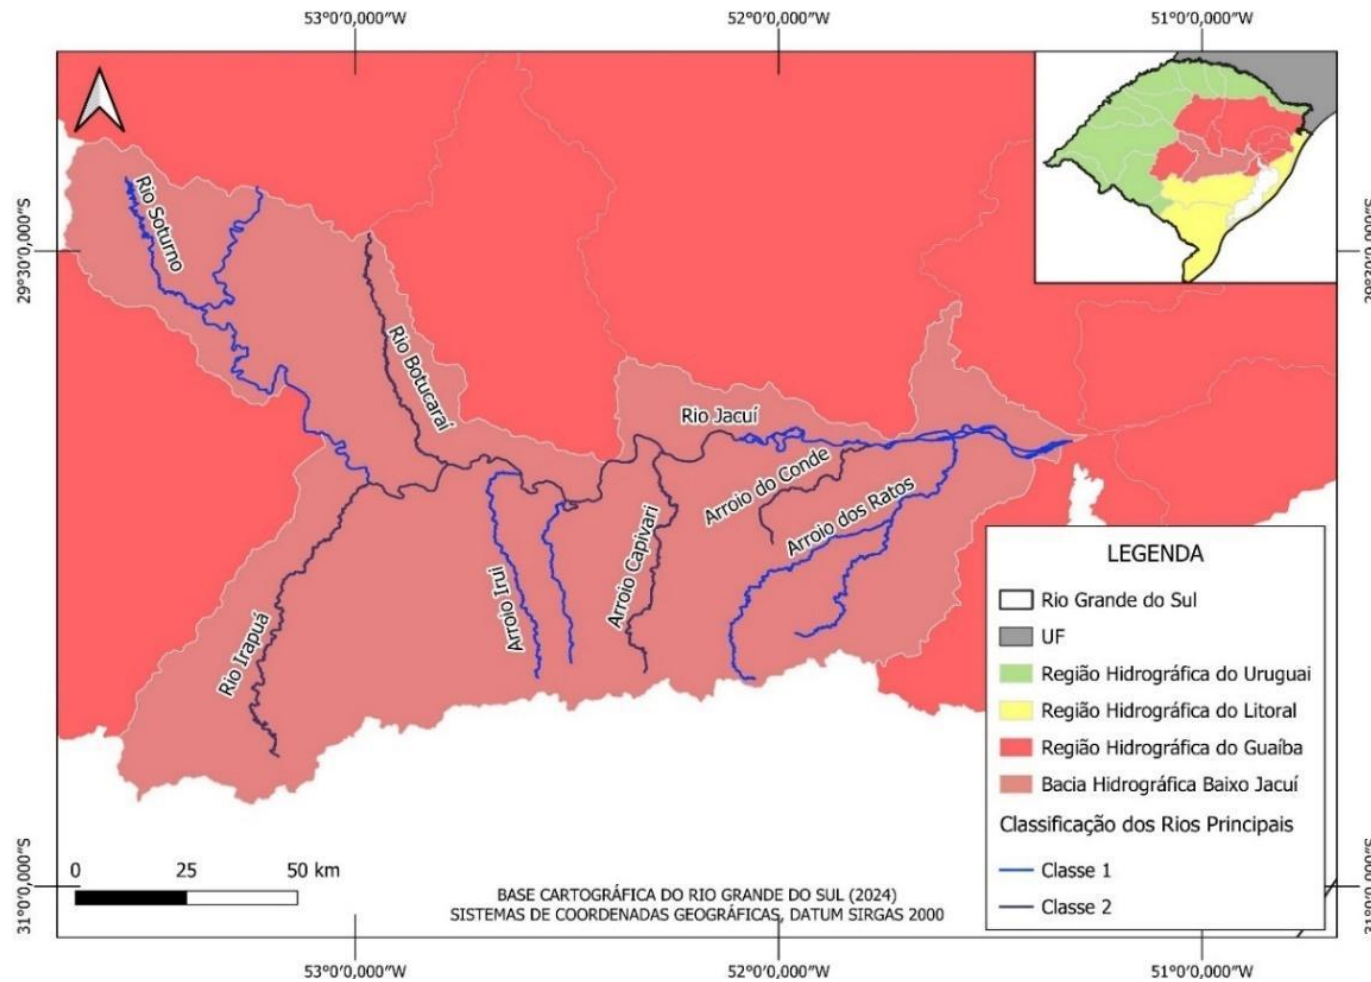 53°0′0,000″W
52°0′0,000″W
51°0′0,000″W
29°30′0,000″S
29°30′0,000″S
Rio Soturno
Rio Botucaraí
Rio Jacuí
Arroio do Conde
Arroio dos Ratos
Arroio Capivari
Arroio Iruí
Rio Irapuá
LEGENDA
Rio Grande do Sul
UF
Região Hidrográfica do Uruguai
Região Hidrográfica do Litoral
Região Hidrográfica do Guaíba
Bacia Hidrográfica Baixo Jacuí
Classificação dos Rios Principais
Classe 1
Classe 2
0
25
50 km
BASE CARTOGRÁFICA DO RIO GRANDE DO SUL (2024)
SISTEMAS DE COORDENADAS GEOGRÁFICAS, DATUM SIRGAS 2000
31°0′0,000″S
31°0′0,000″S
53°0′0,000″W
52°0′0,000″W
51°0′0,000″W